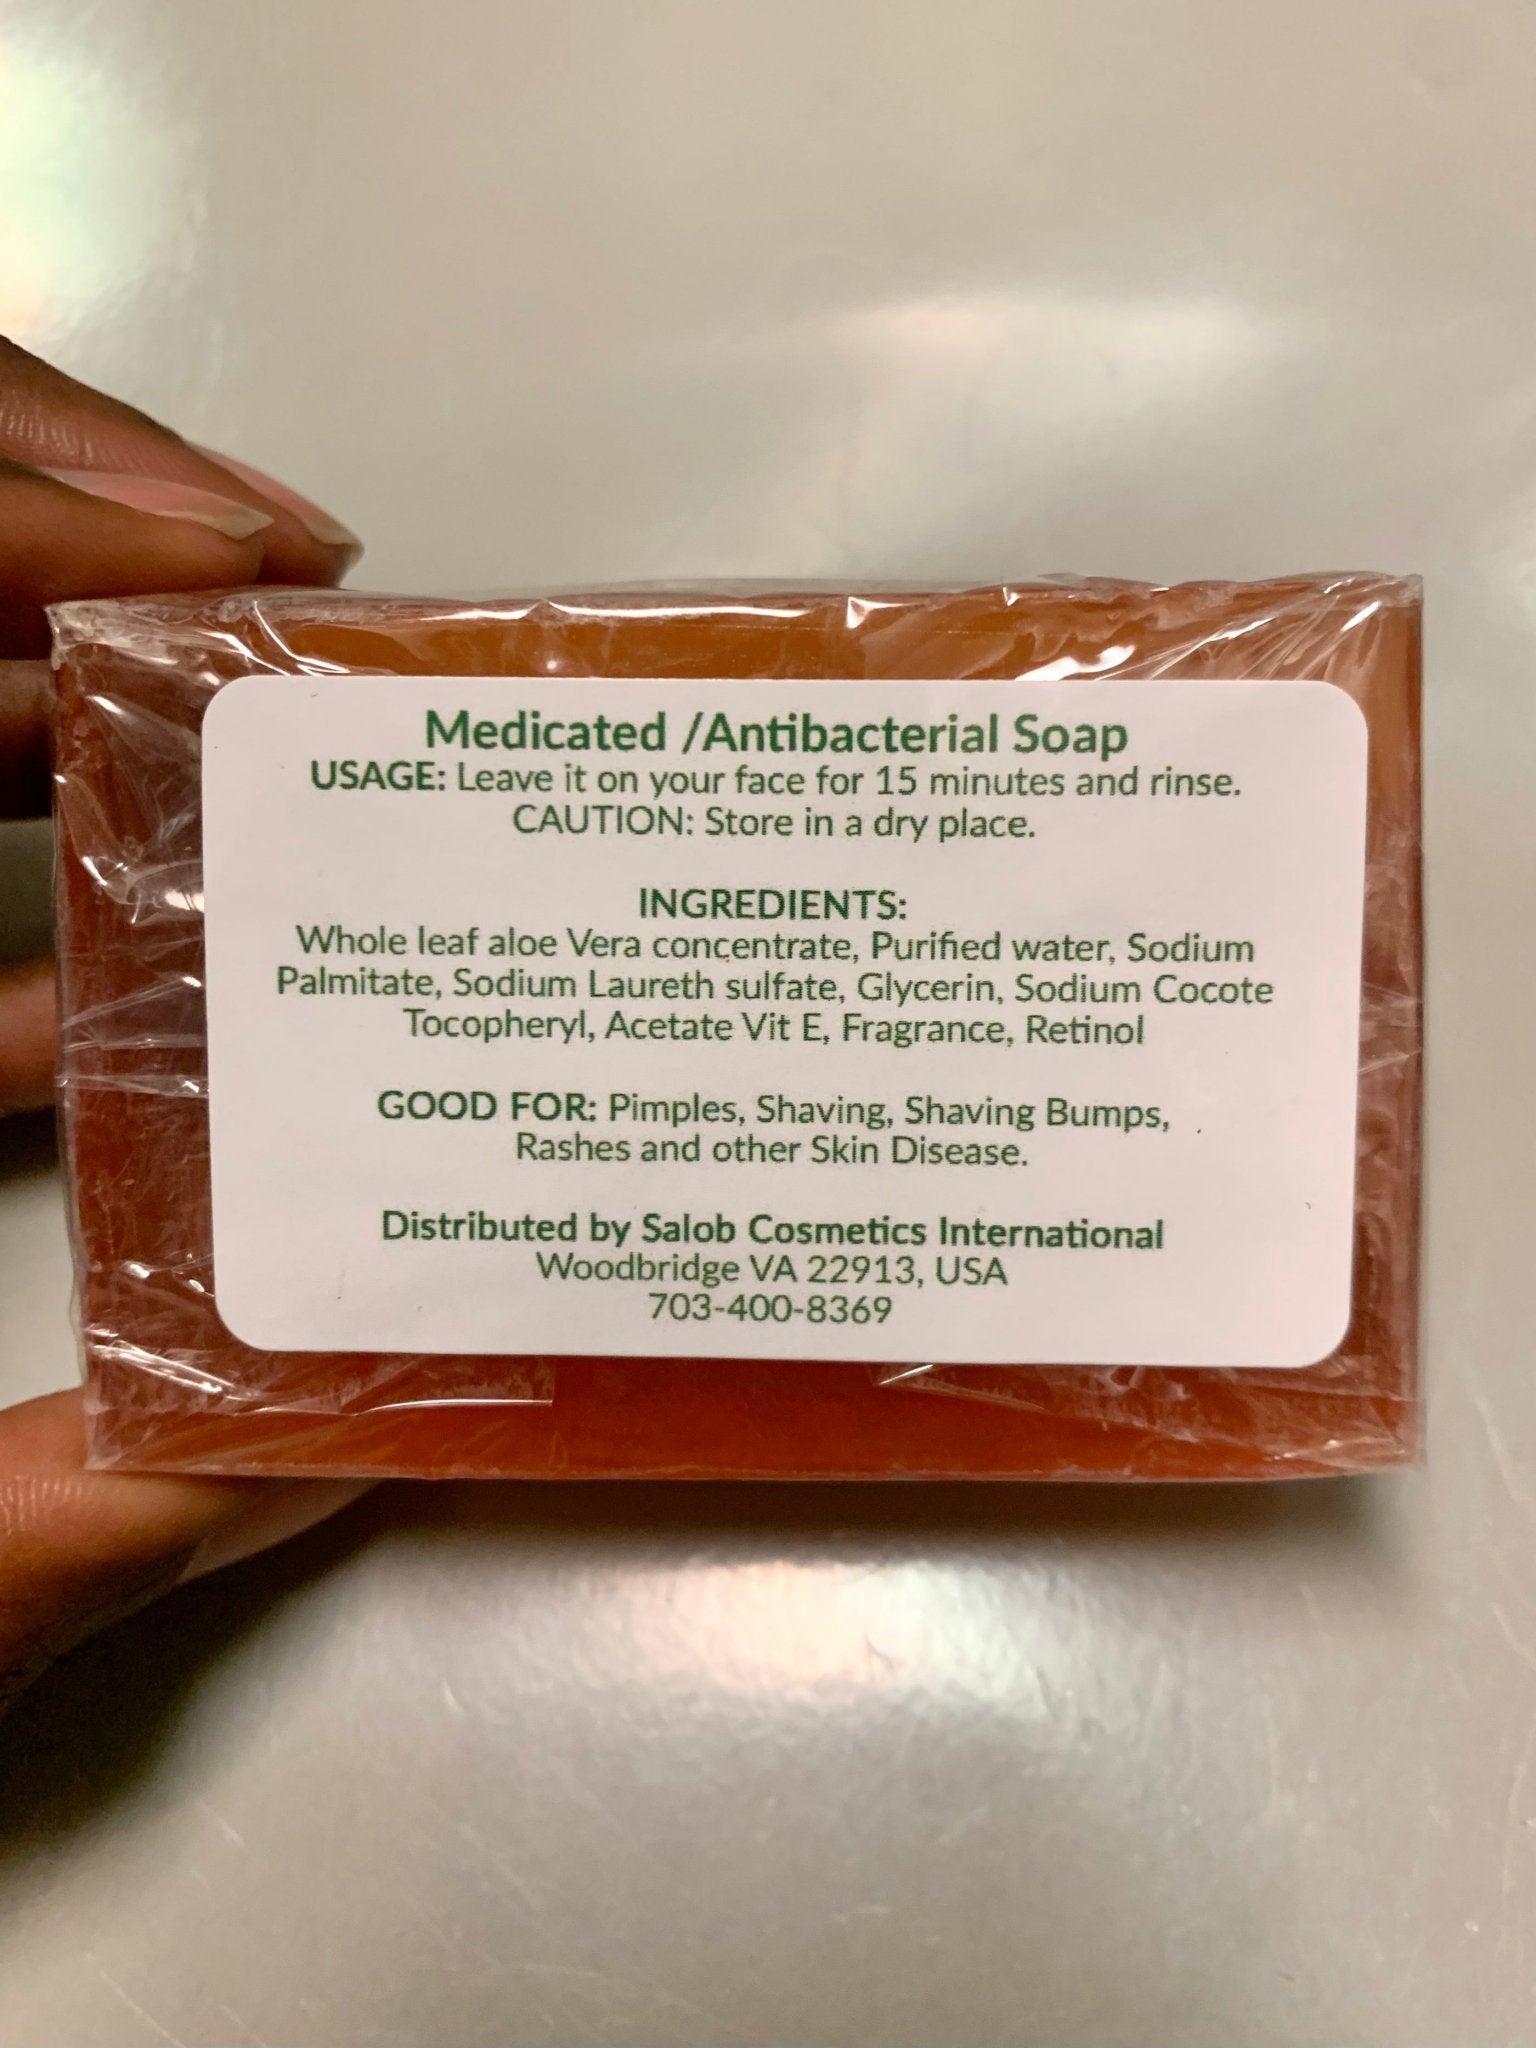 Medicated /Antibacterial Soap
USAGE: Leave it on your face for 15 minutes and rinse.
CAUTION: Store in a dry place.
INGREDIENTS:
Whole leaf aloe Vera concentrate, Purified water, Sodium
Palmitate, Sodium Laureth sulfate, Glycerin, Sodium Cocote
Tocopheryl, Acetate Vit E, Fragrance, Retinol
GOOD FOR: Pimples, Shaving, Shaving Bumps,
Rashes and other Skin Disease.
Distributed by Salob Cosmetics International
Woodbridge VA 22913, USA
703-400-8369